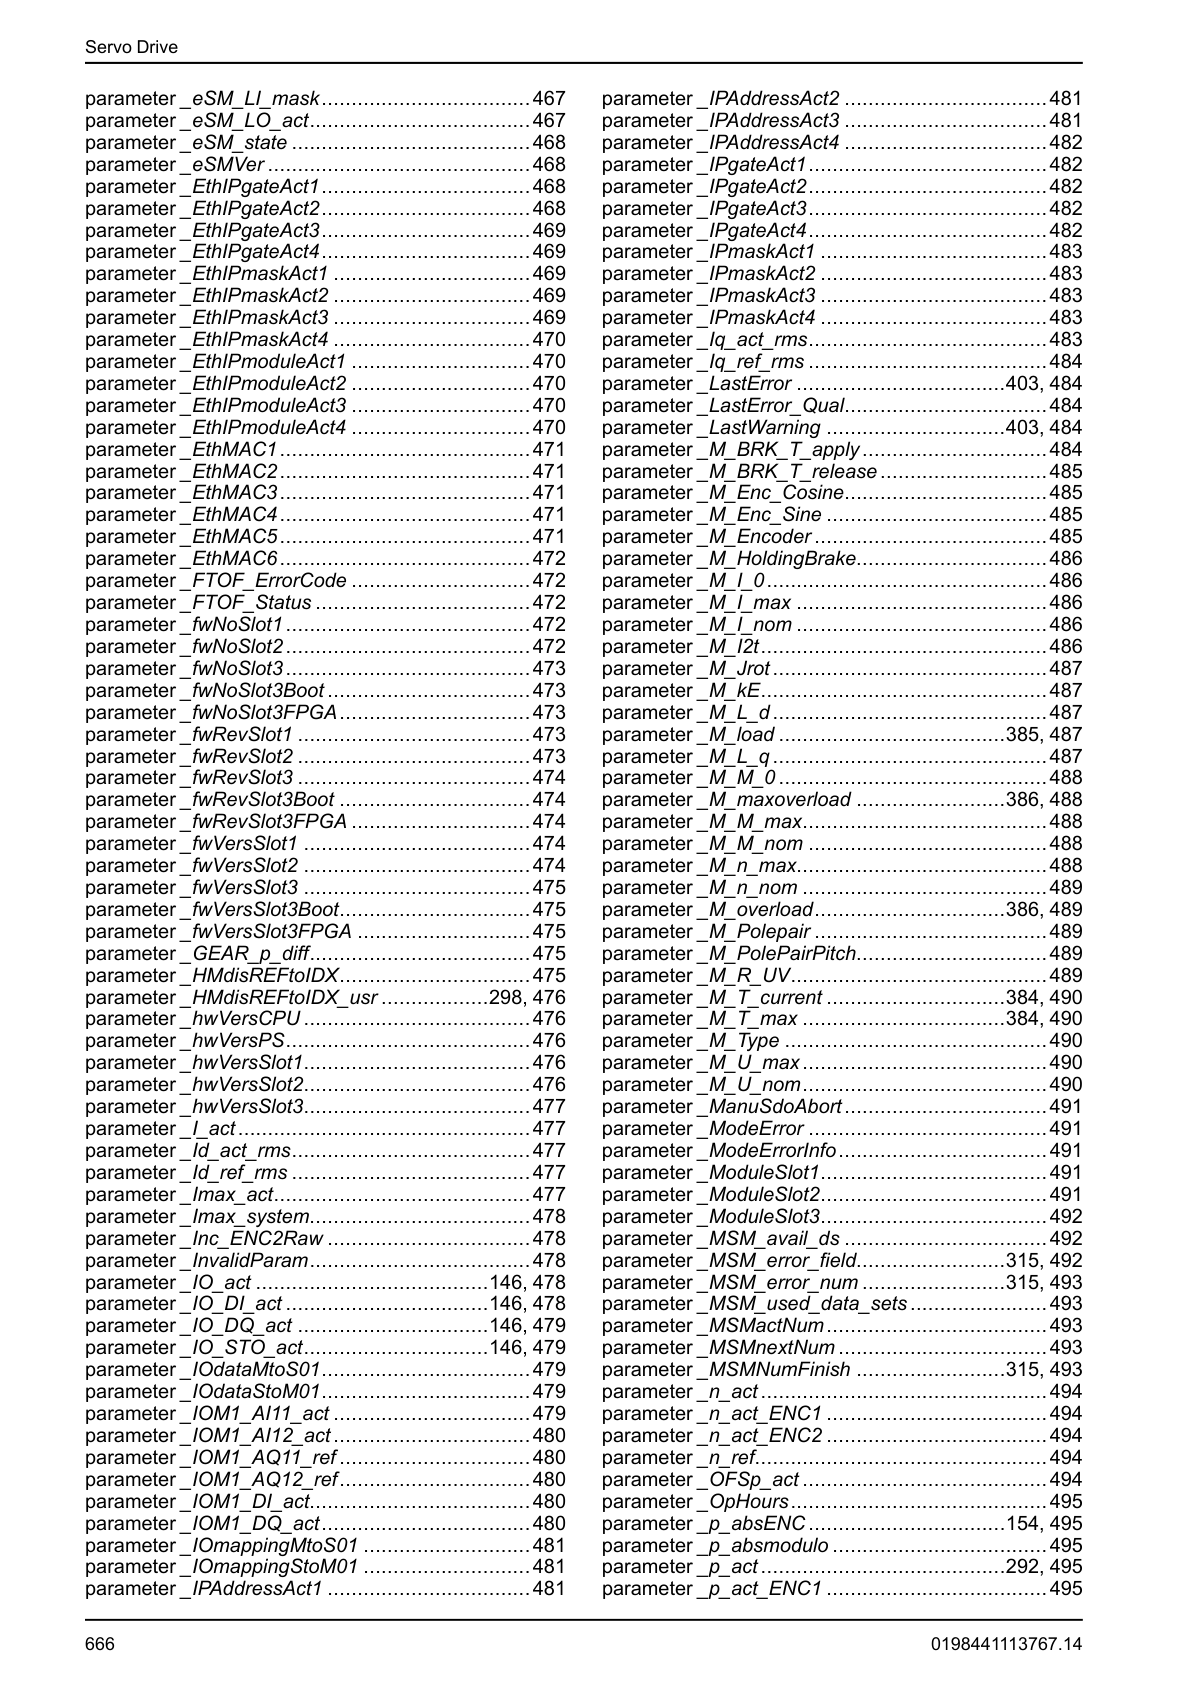 Servo Drive
parameter _eSM_LI_mask...................................467
parameter _eSM_LO_act.....................................467
parameter _eSM_state ........................................468
parameter _eSMVer ............................................468
parameter _EthIPgateAct1...................................468
parameter _EthIPgateAct2...................................468
parameter _EthIPgateAct3...................................469
parameter _EthIPgateAct4...................................469
parameter _EthIPmaskAct1 .................................469
parameter _EthIPmaskAct2 .................................469
parameter _EthIPmaskAct3 .................................469
parameter _EthIPmaskAct4 .................................470
parameter _EthIPmoduleAct1 ..............................470
parameter _EthIPmoduleAct2 ..............................470
parameter _EthIPmoduleAct3 ..............................470
parameter _EthIPmoduleAct4 ..............................470
parameter _EthMAC1..........................................471
parameter _EthMAC2..........................................471
parameter _EthMAC3..........................................471
parameter _EthMAC4..........................................471
parameter _EthMAC5..........................................471
parameter _EthMAC6..........................................472
parameter _FTOF_ErrorCode ..............................472
parameter _FTOF_Status ....................................472
parameter _fwNoSlot1.........................................472
parameter _fwNoSlot2.........................................472
parameter _fwNoSlot3.........................................473
parameter _fwNoSlot3Boot..................................473
parameter _fwNoSlot3FPGA................................473
parameter _fwRevSlot1 .......................................473
parameter _fwRevSlot2 .......................................473
parameter _fwRevSlot3 .......................................474
parameter _fwRevSlot3Boot ................................474
parameter _fwRevSlot3FPGA ..............................474
parameter _fwVersSlot1 ......................................474
parameter _fwVersSlot2 ......................................474
parameter _fwVersSlot3 ......................................475
parameter _fwVersSlot3Boot................................475
parameter _fwVersSlot3FPGA .............................475
parameter _GEAR_p_diff.....................................475
parameter _HMdisREFtoIDX................................475
parameter _HMdisREFtoIDX_usr ..................298, 476
parameter _hwVersCPU ......................................476
parameter _hwVersPS.........................................476
parameter _hwVersSlot1......................................476
parameter _hwVersSlot2......................................476
parameter _hwVersSlot3......................................477
parameter _I_act.................................................477
parameter _Id_act_rms........................................477
parameter _Id_ref_rms ........................................477
parameter _Imax_act...........................................477
parameter _Imax_system.....................................478
parameter _Inc_ENC2Raw ..................................478
parameter _InvalidParam.....................................478
parameter _IO_act .......................................146, 478
parameter _IO_DI_act ..................................146, 478
parameter _IO_DQ_act ................................146, 479
parameter _IO_STO_act...............................146, 479
parameter _IOdataMtoS01...................................479
parameter _IOdataStoM01...................................479
parameter _IOM1_AI11_act .................................479
parameter _IOM1_AI12_act .................................480
parameter _IOM1_AQ11_ref ................................480
parameter _IOM1_AQ12_ref................................480
parameter _IOM1_DI_act.....................................480
parameter _IOM1_DQ_act...................................480
parameter _IOmappingMtoS01 ............................481
parameter _IOmappingStoM01 ............................481
parameter _IPAddressAct1 ..................................481
parameter _IPAddressAct2 ..................................481
parameter _IPAddressAct3 ..................................481
parameter _IPAddressAct4 ..................................482
parameter _IPgateAct1........................................482
parameter _IPgateAct2........................................482
parameter _IPgateAct3........................................482
parameter _IPgateAct4........................................482
parameter _IPmaskAct1 ......................................483
parameter _IPmaskAct2 ......................................483
parameter _IPmaskAct3 ......................................483
parameter _IPmaskAct4 ......................................483
parameter _Iq_act_rms........................................483
parameter _Iq_ref_rms ........................................484
parameter _LastError ...................................403, 484
parameter _LastError_Qual..................................484
parameter _LastWarning ..............................403, 484
parameter _M_BRK_T_apply...............................484
parameter _M_BRK_T_release............................485
parameter _M_Enc_Cosine..................................485
parameter _M_Enc_Sine .....................................485
parameter _M_Encoder.......................................485
parameter _M_HoldingBrake................................486
parameter _M_I_0...............................................486
parameter _M_I_max ..........................................486
parameter _M_I_nom ..........................................486
parameter _M_I2t................................................486
parameter _M_Jrot..............................................487
parameter _M_kE................................................487
parameter _M_L_d..............................................487
parameter _M_load ......................................385, 487
parameter _M_L_q..............................................487
parameter _M_M_0.............................................488
parameter _M_maxoverload .........................386, 488
parameter _M_M_max.........................................488
parameter _M_M_nom ........................................488
parameter _M_n_max..........................................488
parameter _M_n_nom .........................................489
parameter _M_overload................................386, 489
parameter _M_Polepair .......................................489
parameter _M_PolePairPitch................................489
parameter _M_R_UV...........................................489
parameter _M_T_current ..............................384, 490
parameter _M_T_max ..................................384, 490
parameter _M_Type ............................................490
parameter _M_U_max.........................................490
parameter _M_U_nom.........................................490
parameter _ManuSdoAbort..................................491
parameter _ModeError ........................................491
parameter _ModeErrorInfo...................................491
parameter _ModuleSlot1......................................491
parameter _ModuleSlot2......................................491
parameter _ModuleSlot3......................................492
parameter _MSM_avail_ds ..................................492
parameter _MSM_error_field.........................315, 492
parameter _MSM_error_num ........................315, 493
parameter _MSM_used_data_sets.......................493
parameter _MSMactNum.....................................493
parameter _MSMnextNum...................................493
parameter _MSMNumFinish .........................315, 493
parameter _n_act................................................494
parameter _n_act_ENC1 .....................................494
parameter _n_act_ENC2 .....................................494
parameter _n_ref.................................................494
parameter _OFSp_act .........................................494
parameter _OpHours...........................................495
parameter _p_absENC.................................154, 495
parameter _p_absmodulo ....................................495
parameter _p_act.........................................292, 495
parameter _p_act_ENC1 .....................................495
666
0198441113767.14